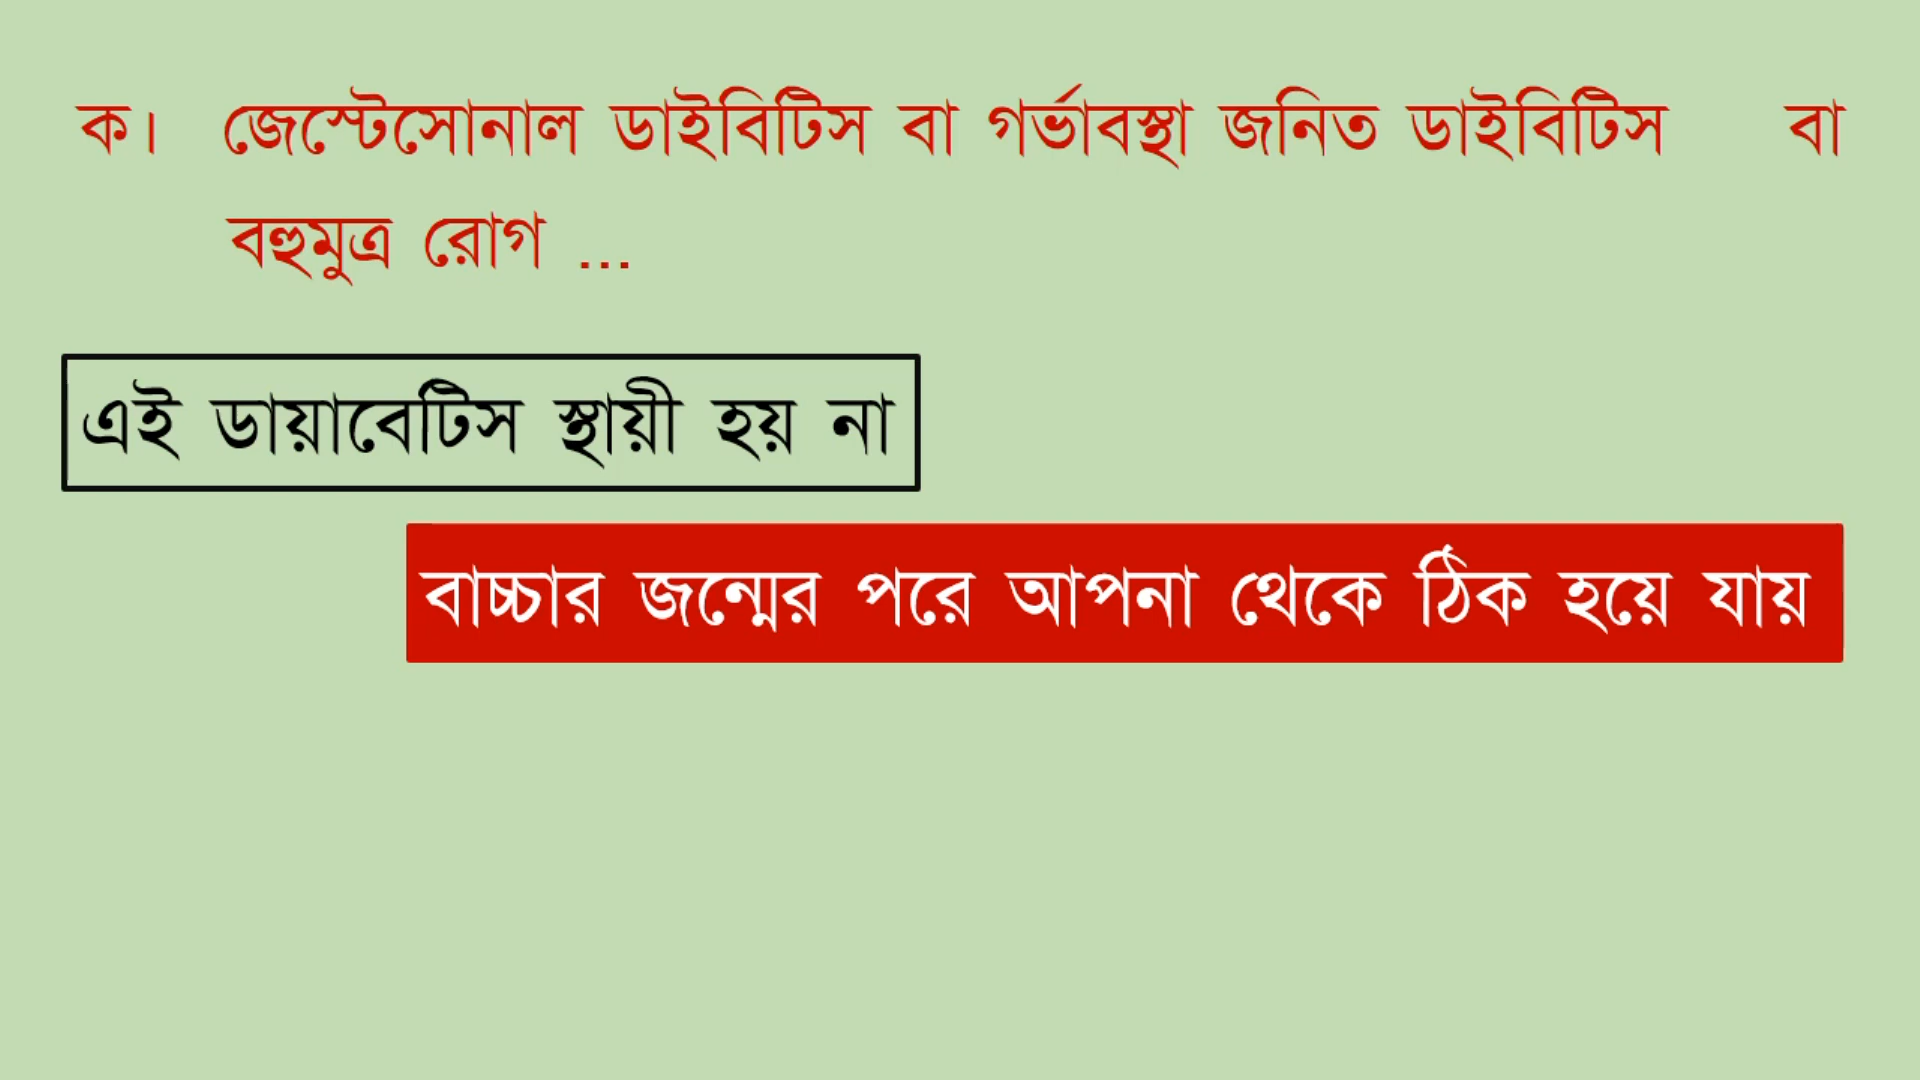 ক। জেস্টেসোনাল ডাইবিটিস বা গর্ভাবস্থা জনিত ডাইবিটিস বা
বহুমুত্র রোগ ...
এই ডায়াবেটিস স্থায়ী হয় না
বাচ্চার জন্মের পরে আপনা থেকে ঠিক হয়ে যায়